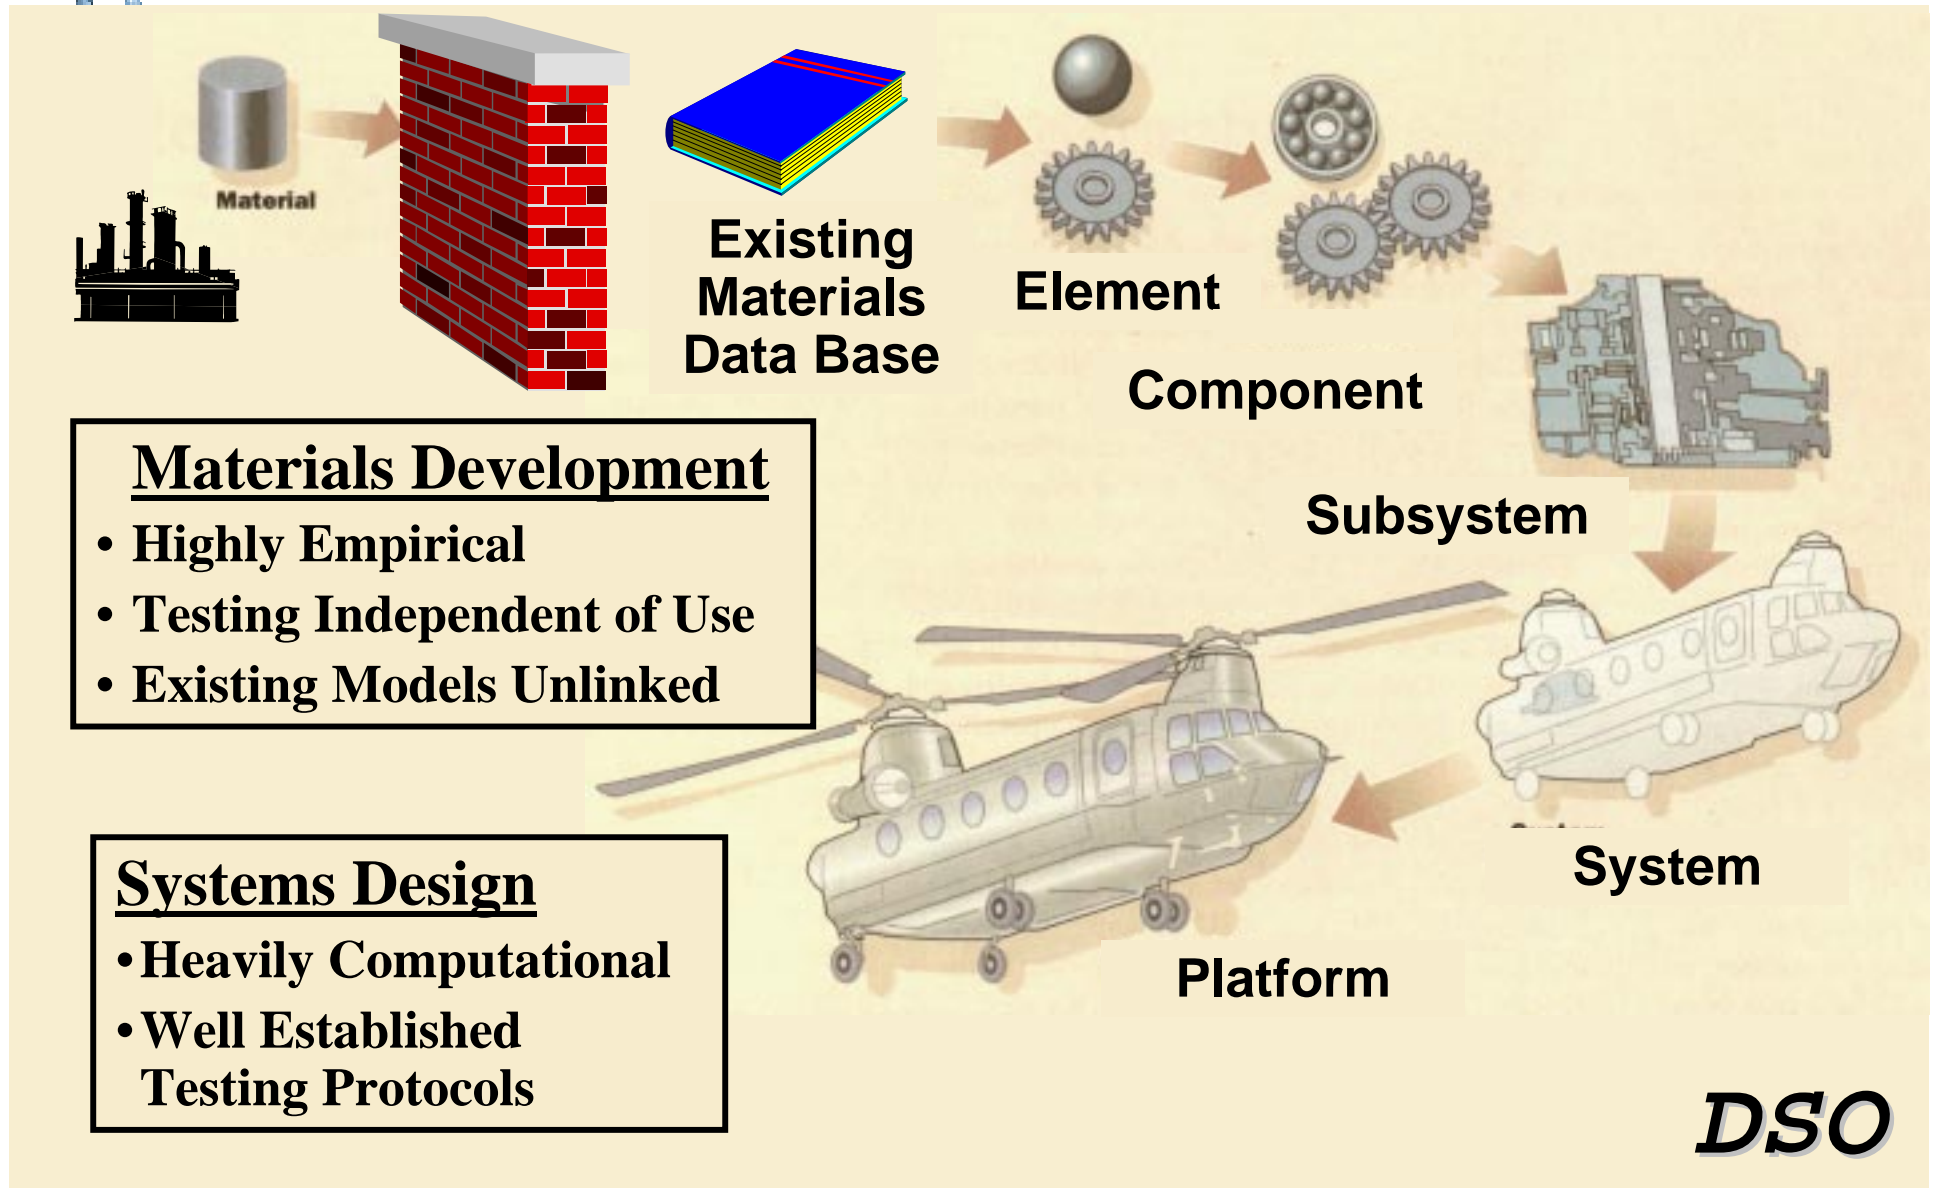 Material
Existing
Materials
Data Base
Element
Component
Subsystem
System
Platform
Materials Development
• Highly Empirical
• Testing Independent of Use
• Existing Models Unlinked
Systems Design
• Heavily Computational
• Well Established
Testing Protocols
DSO